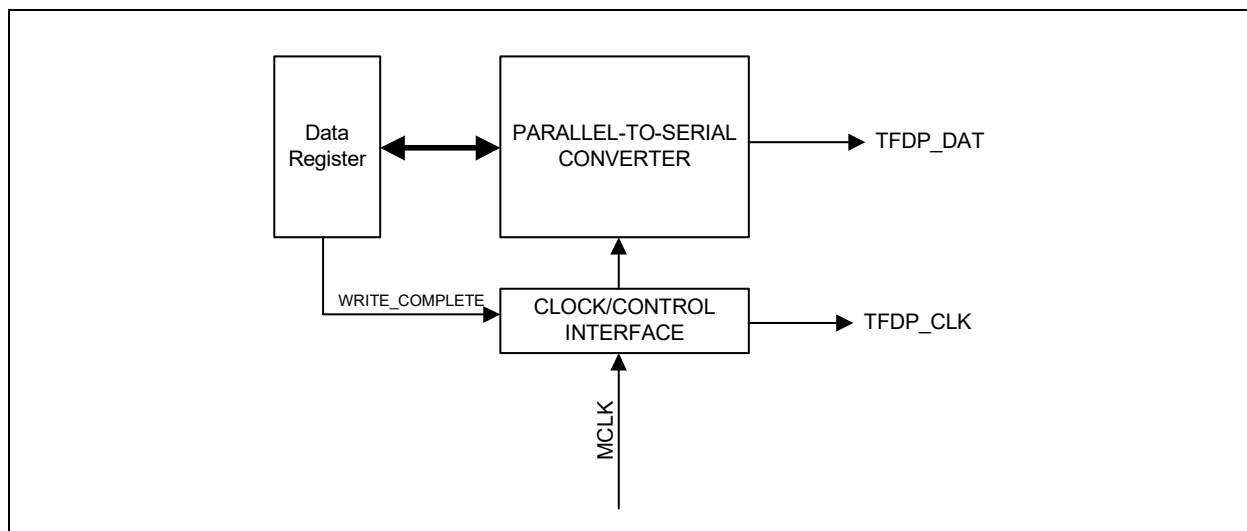 Data
Register
PARALLEL-TO-SERIAL
CONVERTER
TFDP_DAT
WRITE_COMPLETE
CLOCK/CONTROL
INTERFACE
TFDP_CLK
MCLK